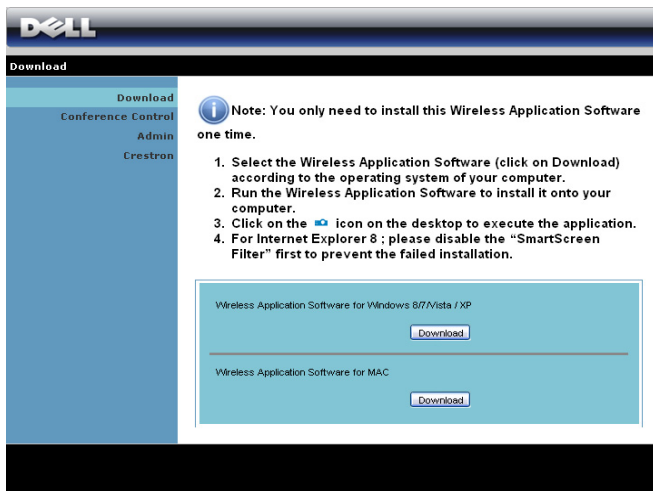 DELL
Download
Download
Conference Control
Admin
Crestron
Note: You only need to install this Wireless Application Software
one time.
1. Select the Wireless Application Software (click on Download)
according to the operating system of your computer.
2. Run the Wireless Application Software to install it onto your
computer.
3. Click on the icon on the desktop to execute the application.
4. For Internet Explorer 8 ; please disable the “SmartScreen
Filter” first to prevent the failed installation.
Wireless Application Software for Windows 8/7/Vista / XP
Download
Wireless Application Software for MAC
Download